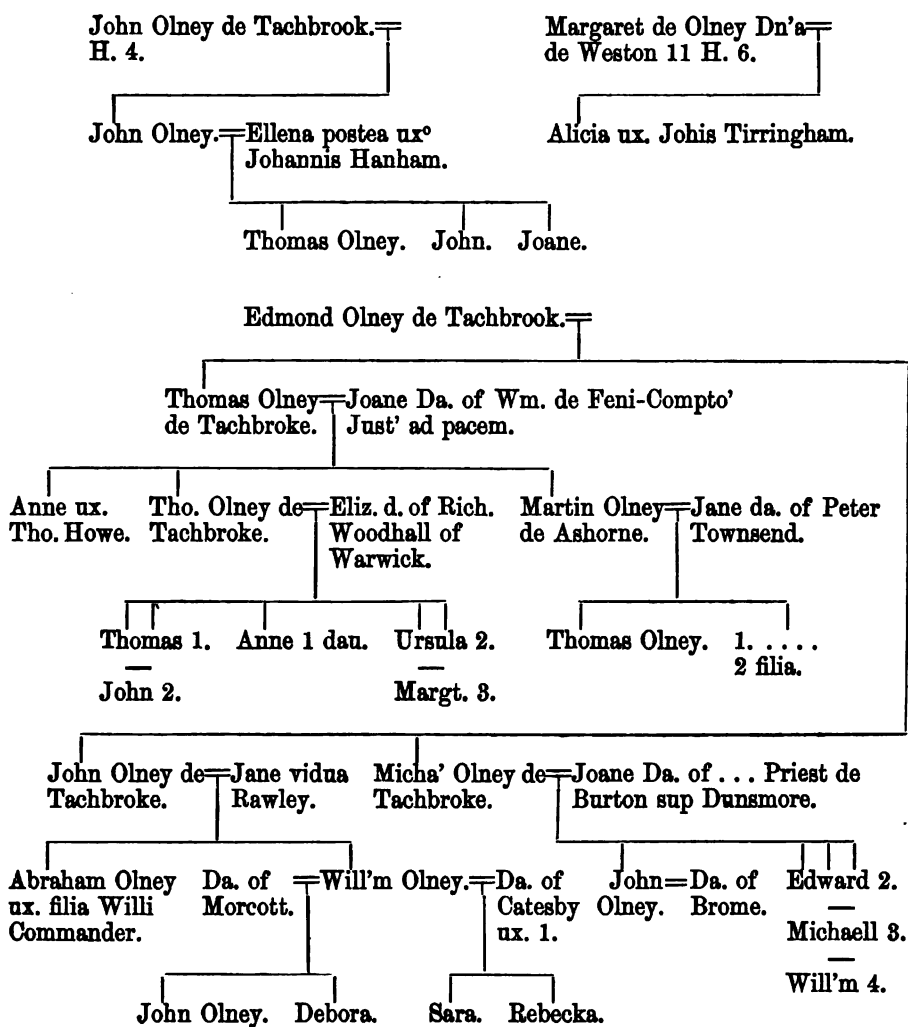 John Olney de Tachbrook.
H. 4.
Margaret de Olney Dn'a
de Weston 11 H. 6.
John Olney.
Ellena postea uxº
Johannis Hanham.
Alicia ux. Johis Tirringham.
Thomas Olney. John. Joane.
Edmond Olney de Tachbrook.
Thomas Olney
de Tachbroke.
Joane Da. of Wm. de Feni-Compto'
Just' ad pacem.
Anne ux.
Tho. Howe.
Tho. Olney de
Tachbroke.
Eliz. d. of Rich.
Woodhall of
Warwick.
Martin Olney
de Ashorne.
Jane da. of Peter
Townsend.
Thomas 1.
John 2.
Anne 1 dau.
Ursula 2.
Margt. 3.
Thomas Olney.
1. . . . .
2 filia.
John Olney de
Tachbroke.
Jane vidua
Rawley.
Micha' Olney de
Tachbroke.
Joane Da. of . . . Priest de
Burton sup Dunsmore.
Abraham Olney
ux. filia Willi
Commander.
Da. of
Morcott.
Will'm Olney.
Da. of
Catesby
ux. 1.
John
Olney.
Da. of
Brome.
Edward 2.
Michaell 3.
Will'm 4.
John Olney. Debora.
Sara. Rebecka.